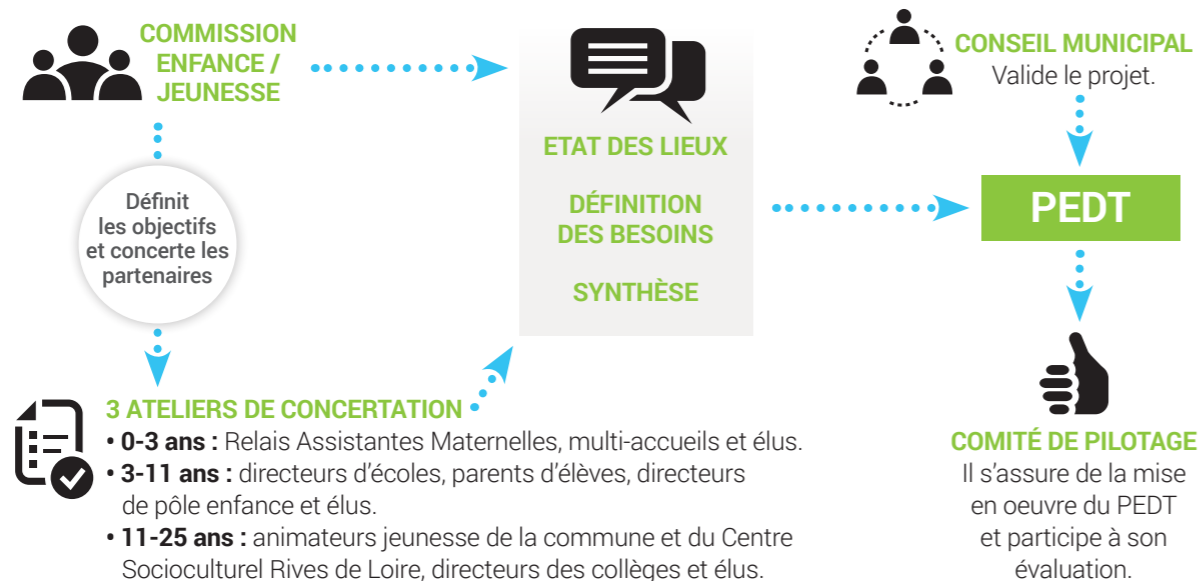 COMMISSION
ENFANCE /
JEUNESSE
Définit
les objectifs
et concerte les
partenaires
3 ATELIERS DE CONCERTATION
• 0-3 ans : Relais Assistantes Maternelles, multi-accueils et élus.
• 3-11 ans : directeurs d'écoles, parents d'élèves, directeurs
de pôle enfance et élus.
• 11-25 ans : animateurs jeunesse de la commune et du Centre
Socioculturel Rives de Loire, directeurs des collèges et élus.
ETAT DES LIEUX
DÉFINITION
DES BESOINS
SYNTHÈSE
CONSEIL MUNICIPAL
Valide le projet.
PEDT
COMITÉ DE PILOTAGE
Il s'assure de la mise
en oeuvre du PEDT
et participe à son
évaluation.